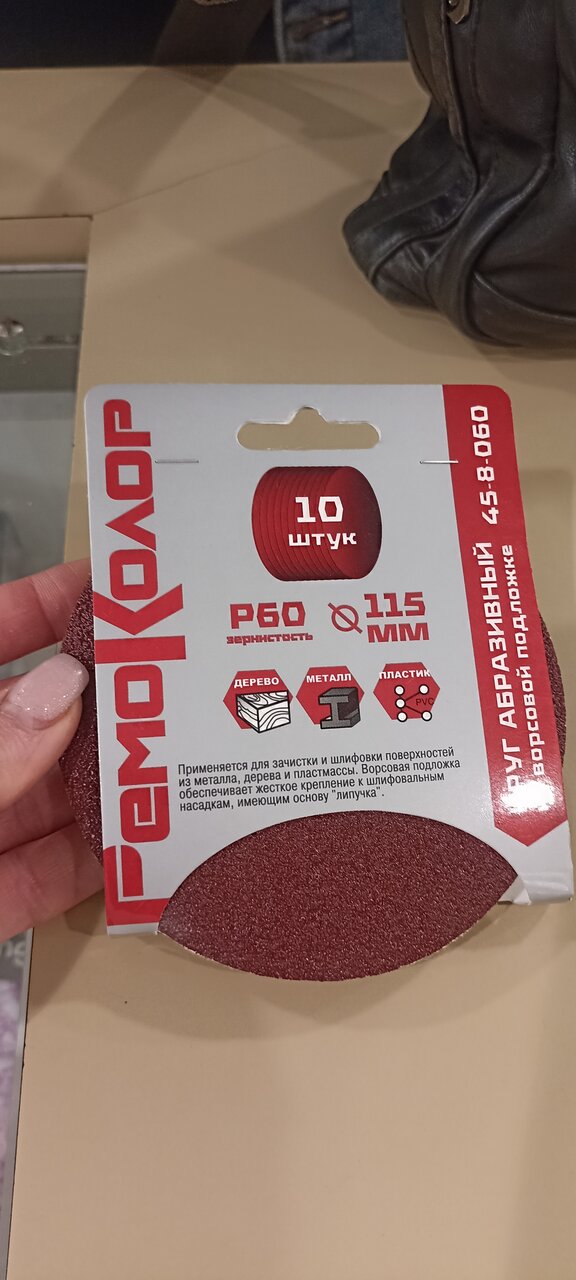 РемоКолор
10
штук
Р60
зернистость
115
ММ
ДЕРЕВО
МЕТАЛЛ
ПЛАСТИК
PVC
Применяется для зачистки и шлифовки поверхностей
из металла, дерева и пластмассы. Ворсовая подложка
обеспечивает жесткое крепление к шлифовальным
насадкам, имеющим основу "липучка".
РУГ АБРАЗИВНЫЙ 45-8-060
ворсовой подложке